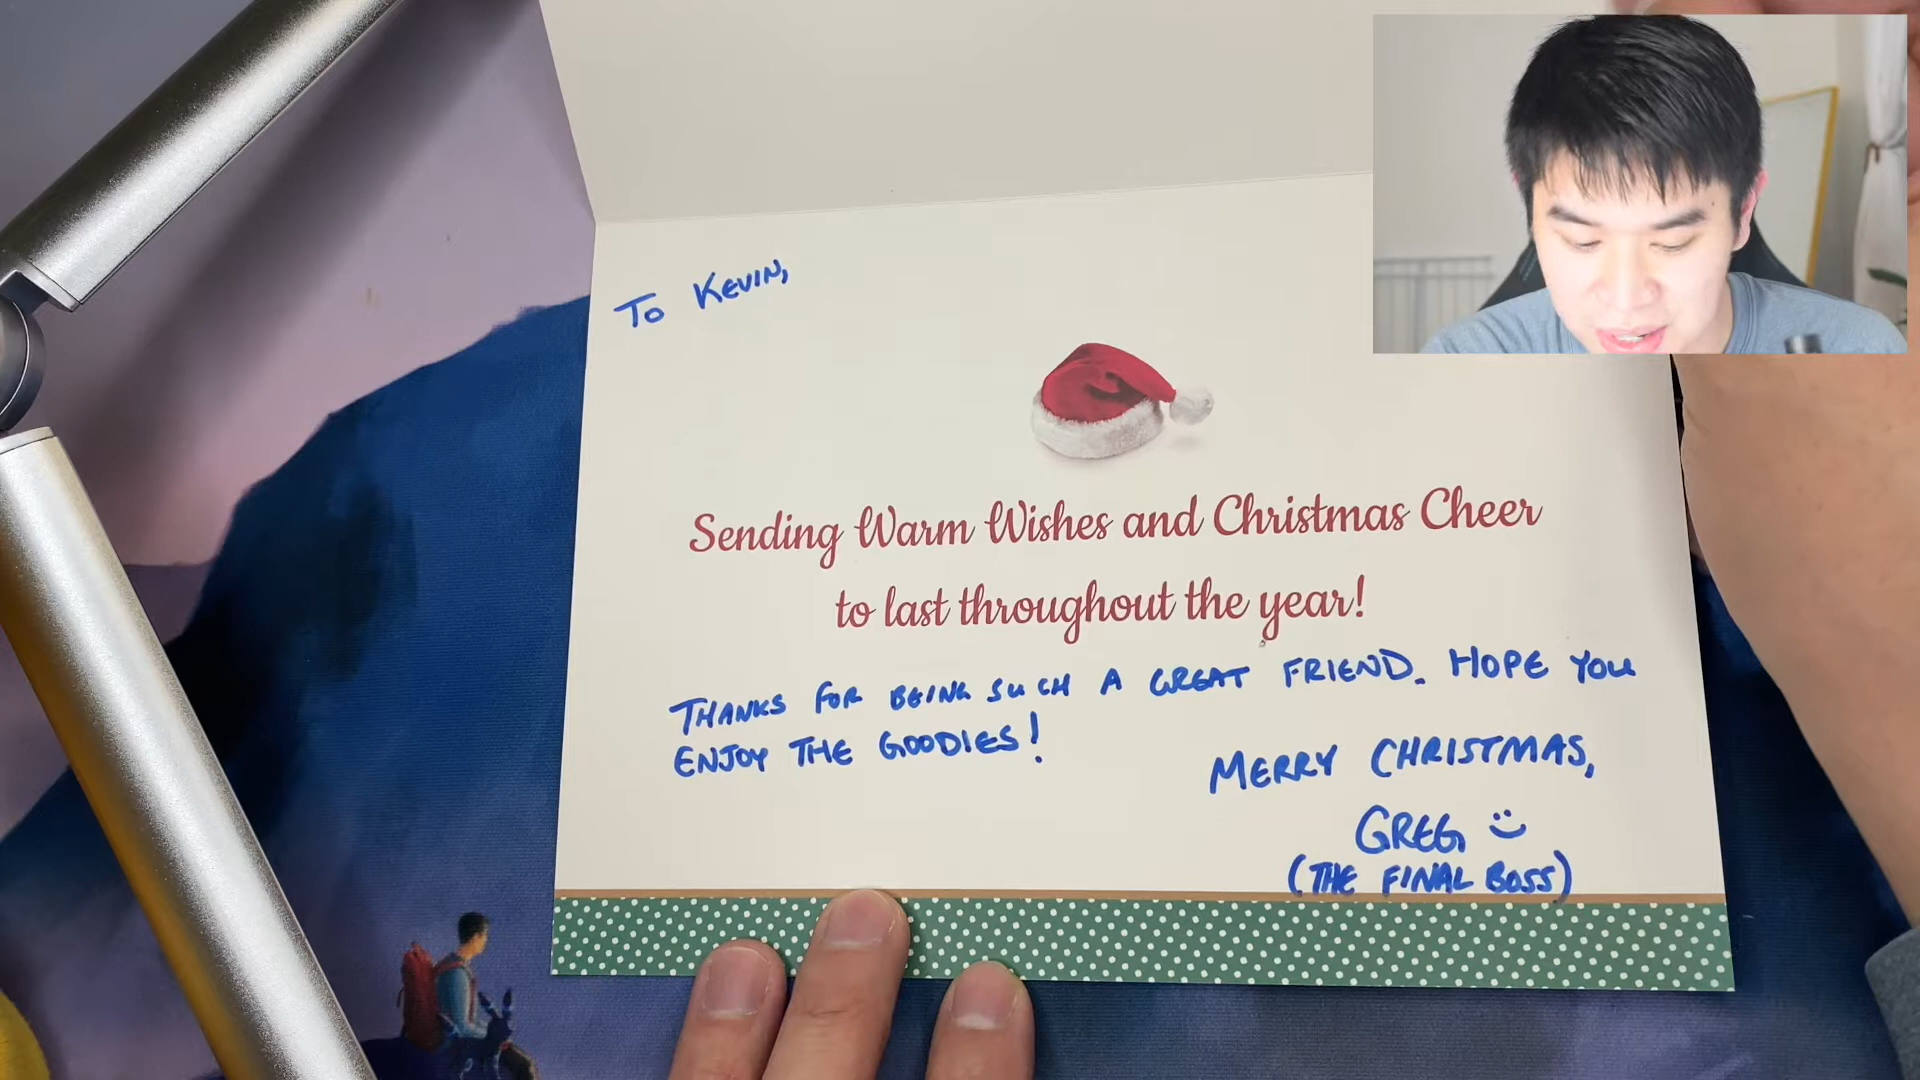 To KEVIN,
Sending Warm Wishes and Christmas Cheer
to last throughout the year!
THANKS FOR BEING SUCH A GREAT FRIEND. HOPE YOU
ENJOY THE GOODIES!
MERRY CHRISTMAS,
GREG :)
(THE FINAL BOSS)